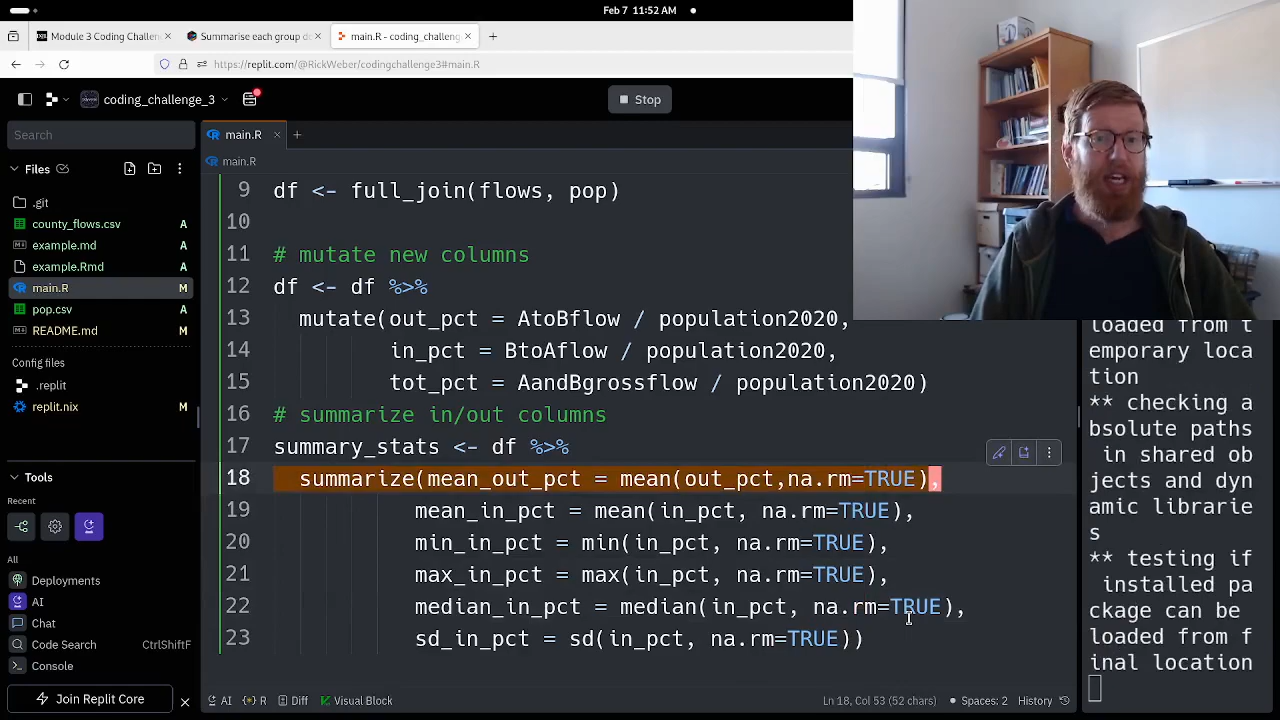 Feb 7 11:52 AM
Module 3 Coding Challen
Summarise each group do
main.R - coding_challeng
https://replit.com/@RickWeber/codingchallenge3#main.R
coding_challenge_3
Stop
Search
main.R
Files
main.R
.git
county_flows.csv A
example.md A
example.Rmd A
main.R M
pop.csv A
README.md M
Config files
.replit
replit.nix M
Tools
Recent
All
Deployments
AI
Chat
Code Search CtrlShiftF
Console
Join Replit Core
9 df <- full_join(flows, pop)
10
11 # mutate new columns
12 df <- df %>%
13 mutate(out_pct = AtoBflow / population2020,
14 in_pct = BtoAflow / population2020,
15 tot_pct = AandBgrossflow / population2020)
16 # summarize in/out columns
17 summary_stats <- df %>%
18 summarize(mean_out_pct = mean(out_pct,na.rm=TRUE),
19 mean_in_pct = mean(in_pct, na.rm=TRUE),
20 min_in_pct = min(in_pct, na.rm=TRUE),
21 max_in_pct = max(in_pct, na.rm=TRUE),
22 median_in_pct = median(in_pct, na.rm=TRUE),
23 sd_in_pct = sd(in_pct, na.rm=TRUE))
loaded from t
emporary loca
tion
** checking a
bsolute paths
in shared ob
jects and dyn
amic librarie
s
** testing if
installed pa
ckage can be
loaded from f
inal location
AI R Diff Visual Block
Ln 18, Col 53 (52 chars) Spaces: 2 History